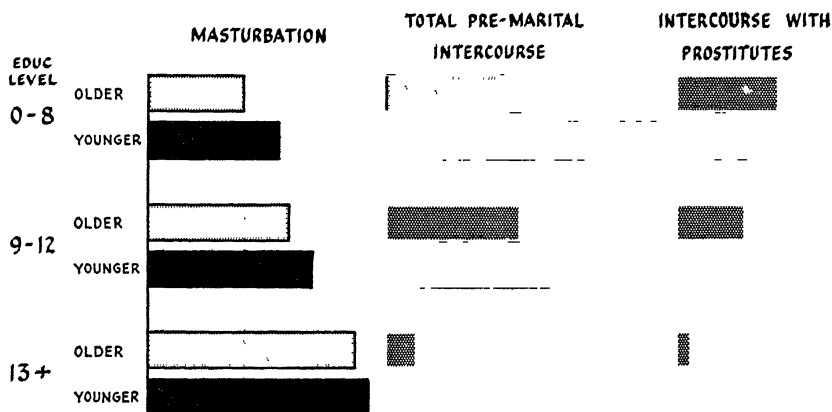 MASTURBATION
TOTAL PRE-MARITAL
INTERCOURSE
INTERCOURSE WITH
PROSTITUTES
EDUC
LEVEL
0-8
OLDER
YOUNGER
9-12
OLDER
YOUNGER
13+
OLDER
YOUNGER